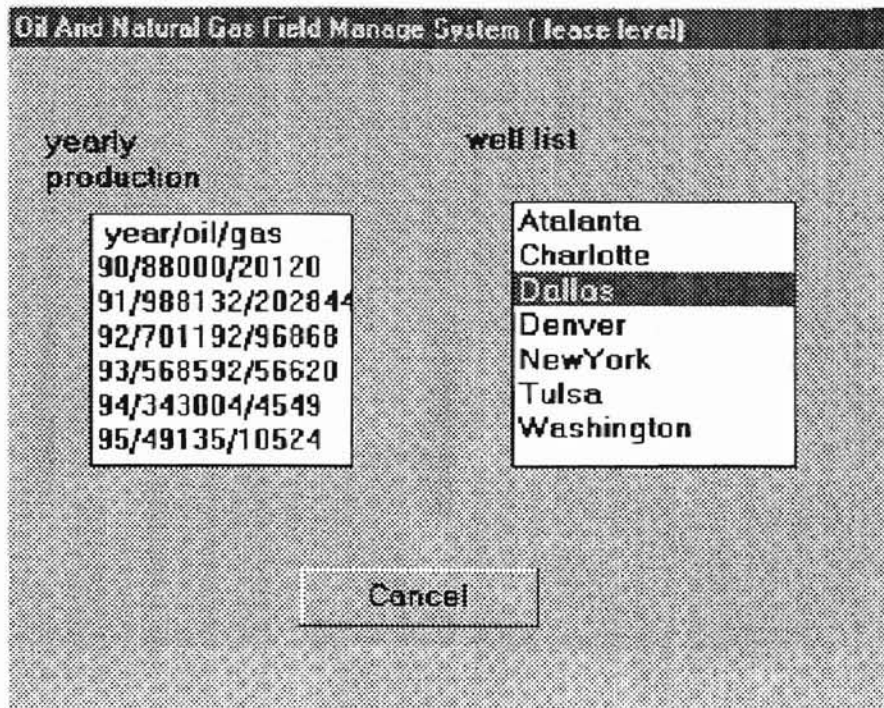 Oil And Natural Gas Field Manage System ( lease level)
yearly
production
year/oil/gas
90/88000/20120
91/988132/202844
92/701192/96868
93/568592/56620
94/343004/4549
95/49135/10524
well list
Atalanta
Charlotte
Dallas
Denver
NewYork
Tulsa
Washington
Cancel